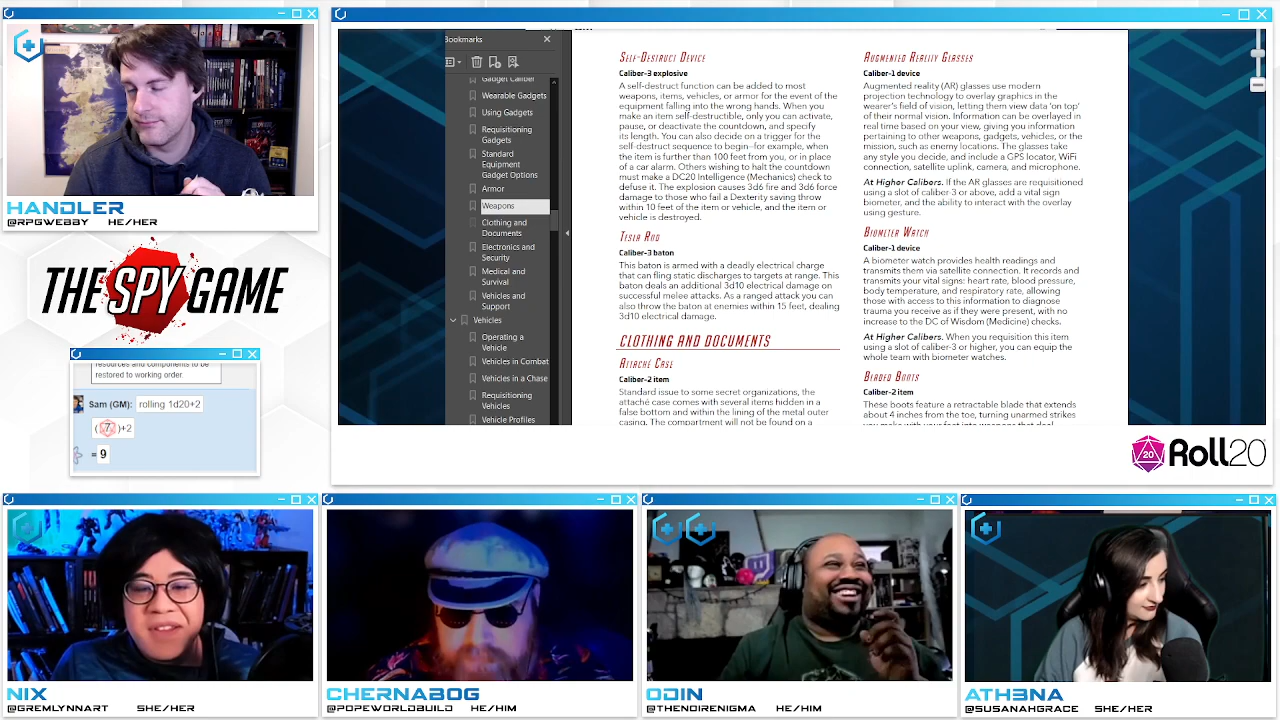 HANDLER
@RPGWEBBY HE/HER
THE SPY GAME
resources and components to be
restored to working order.
Sam (GM): rolling 1d20+2
(7)+2
= 9
Bookmarks
Gadget Caliber
Wearable Gadgets
Using Gadgets
Requisitioning
Gadgets
Standard
Equipment
Gadget Options
Armor
Weapons
Clothing and
Documents
Electronics and
Security
Medical and
Survival
Vehicles and
Support
Vehicles
Operating a
Vehicle
Vehicles in Combat
Vehicles in a Chase
Requisitioning
Vehicles
Vehicle Profiles
SELF-DESTRUCT DEVICE
Caliber-3 explosive
A self-destruct function can be added to most
weapons, items, vehicles, or armor for the event of the
equipment falling into the wrong hands. When you
make an item self-destructible, only you can activate,
pause, or deactivate the countdown, and specify
length. You can also decide on a trigger for the
self-destruct sequence to begin—for example, when
the item is further than 100 feet from you, or in place
of a car alarm. Others wishing to halt the countdown
must make a DC20 Intelligence (Mechanics) check to
defuse it. The explosion causes 3d6 fire and 3d6 force
damage to those who fail a Dexterity saving throw
within 10 feet of the item or vehicle, and the item or
vehicle is destroyed.
TESLA ROD
Caliber-3 baton
This baton is armed with a deadly electrical charge
that can fling static discharges to targets at range. This
baton deals an additional 3d10 electrical damage on
successful melee attacks. As a ranged attack you can
also throw the baton at enemies within 15 feet, dealing
3d10 electrical damage.
CLOTHING AND DOCUMENTS
ATTACHÉ CASE
Caliber-2 item
Standard issue to some secret organizations, the
attaché case comes with several items hidden in a
false bottom and within the lining of the metal outer
casing. The compartment will not be found on a
AUGMENTED REALITY GLASSES
Caliber-1 device
Augmented reality (AR) glasses use modern
projection technology to overlay graphics in the
wearer's field of vision, letting them view data 'on top'
of their normal vision. Information can be overlayed in
real time based on your view, giving you information
pertaining to other weapons, gadgets, vehicles, or the
mission, such as enemy locations. The glasses take
any style you decide, and include a GPS locator, WiFi
connection, satellite uplink, camera, and microphone.
At Higher Calibers. If the AR glasses are requisitioned
using a slot of caliber-3 or above, add a vital sign
biometer, and the ability to interact with the overlay
using gesture.
BIOMETER WATCH
Caliber-1 device
A biometer watch provides health readings and
transmits them via satellite connection. It records and
transmits your vital signs: heart rate, blood pressure,
body temperature, and respiratory rate, allowing
those with access to this information to diagnose
trauma you receive as if they were present, with no
increase to the DC of Wisdom (Medicine) checks.
At Higher Calibers. When you requisition this item
using a slot of caliber-3 or higher, you can equip the
whole team with biometer watches.
BLADED BOOTS
Caliber-2 item
These boots feature a retractable blade that extends
about 4 inches from the toe, turning unarmed strikes
you make with your feet into weapons that deal
20
Roll20
NIX
@GREMLYNNART SHE/HER
CHERNABOG
@POPEWORLDBUILD HE/HIM
ODIN
@THENOIRENIGMA HE/HIM
ATH3NA
@SUSANAHGRACE SHE/HER